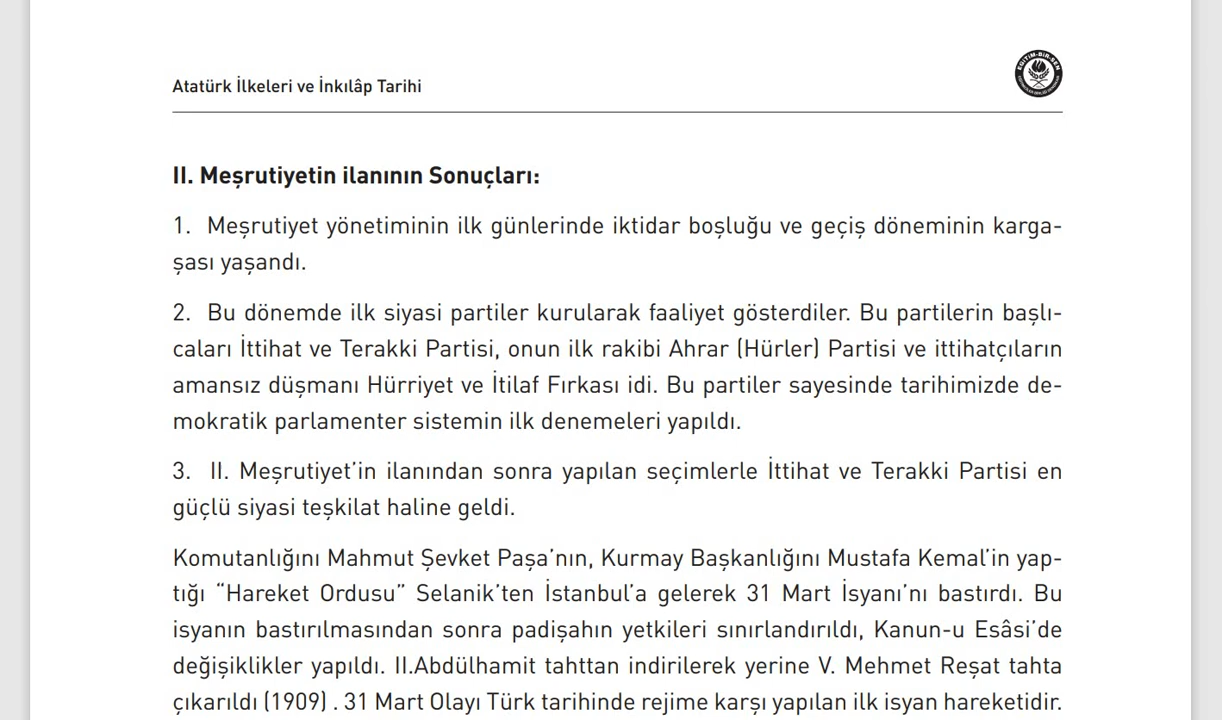 Atatürk İlkeleri ve İnkılâp Tarihi
EĞİTİM-BİR-SEN
II. Meşrutiyetin ilanının Sonuçları:
1. Meşrutiyet yönetiminin ilk günlerinde iktidar boşluğu ve geçiş döneminin karga-
şası yaşandı.
2. Bu dönemde ilk siyasi partiler kurularak faaliyet gösterdiler. Bu partilerin başlı-
caları İttihat ve Terakki Partisi, onun ilk rakibi Ahrar (Hürler) Partisi ve ittihatçıların
amansız düşmanı Hürriyet ve İtilaf Fırkası idi. Bu partiler sayesinde tarihimizde de-
mokratik parlamenter sistemin ilk denemeleri yapıldı.
3. II. Meşrutiyet’in ilanından sonra yapılan seçimlerle İttihat ve Terakki Partisi en
güçlü siyasi teşkilat haline geldi.
Komutanlığını Mahmut Şevket Paşa’nın, Kurmay Başkanlığını Mustafa Kemal’in yap-
tığı “Hareket Ordusu” Selanik’ten İstanbul’a gelerek 31 Mart İsyanı’nı bastırdı. Bu
isyanın bastırılmasından sonra padişahın yetkileri sınırlandırıldı, Kanun-u Esâsi’de
değişiklikler yapıldı. II.Abdülhamit tahttan indirilerek yerine V. Mehmet Reşat tahta
çıkarıldı (1909) . 31 Mart Olayı Türk tarihinde rejime karşı yapılan ilk isyan hareketidir.